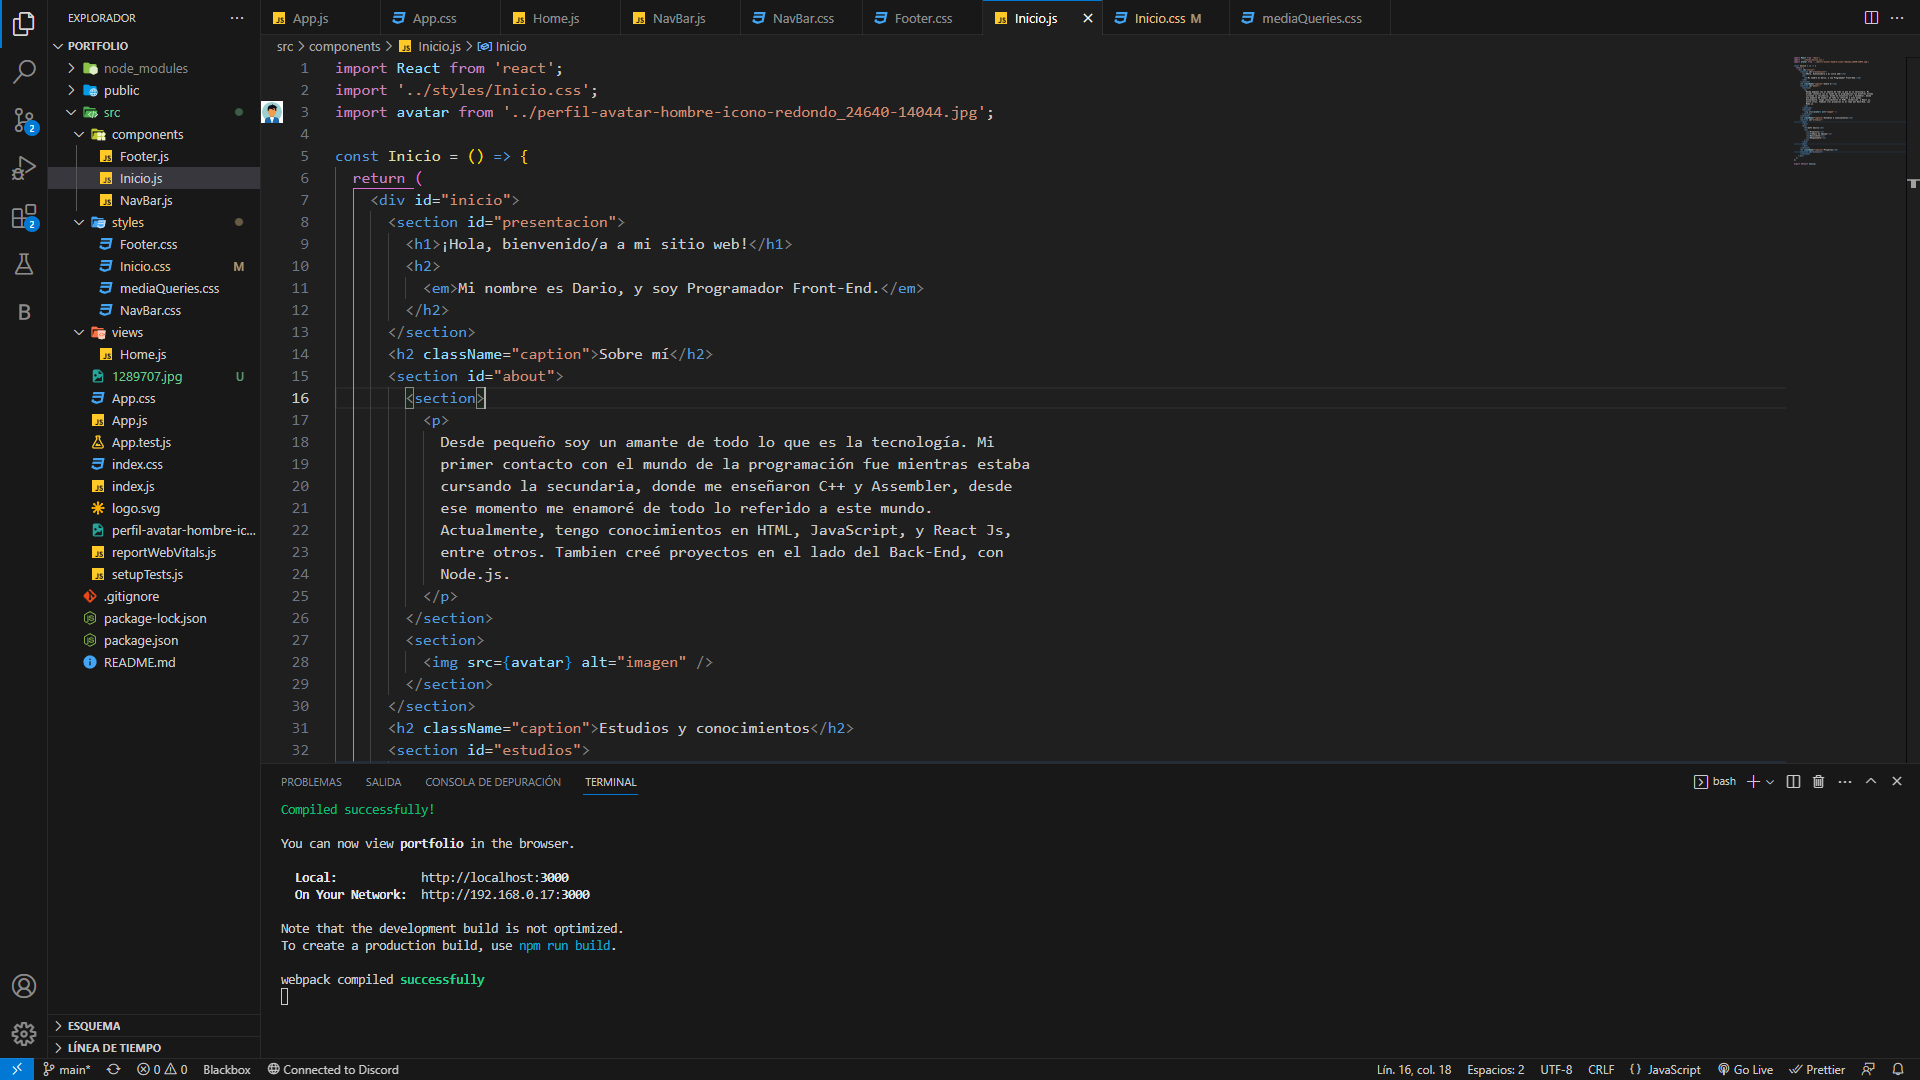 EXPLORADOR
PORTFOLIO
node_modules
public
src
components
Footer.js
Inicio.js
NavBar.js
styles
Footer.css
Inicio.css M
mediaQueries.css
NavBar.css
views
Home.js
1289707.jpg U
App.css
App.js
App.test.js
index.css
index.js
logo.svg
perfil-avatar-hombre-ic...
reportWebVitals.js
setupTests.js
.gitignore
package-lock.json
package.json
README.md
ESQUEMA
LÍNEA DE TIEMPO
App.js App.css Home.js NavBar.js NavBar.css Footer.css Inicio.js Inicio.css M mediaQueries.css
src > components > Inicio.js > Inicio
1 import React from 'react';
2 import '../styles/Inicio.css';
3 import avatar from '../perfil-avatar-hombre-icono-redondo_24640-14044.jpg';
4
5 const Inicio = () => {
6 return (
7 <div id="inicio">
8 <section id="presentacion">
9 <h1>¡Hola, bienvenido/a a mi sitio web!</h1>
10 <h2>
11 <em>Mi nombre es Dario, y soy Programador Front-End.</em>
12 </h2>
13 </section>
14 <h2 className="caption">Sobre mí</h2>
15 <section id="about">
16 <section>
17 <p>
18 Desde pequeño soy un amante de todo lo que es la tecnología. Mi
19 primer contacto con el mundo de la programación fue mientras estaba
20 cursando la secundaria, donde me enseñaron C++ y Assembler, desde
21 ese momento me enamoré de todo lo referido a este mundo.
22 Actualmente, tengo conocimientos en HTML, JavaScript, y React Js,
23 entre otros. Tambien creé proyectos en el lado del Back-End, con
24 Node.js.
25 </p>
26 </section>
27 <section>
28 <img src={avatar} alt="imagen" />
29 </section>
30 </section>
31 <h2 className="caption">Estudios y conocimientos</h2>
32 <section id="estudios">
PROBLEMAS SALIDA CONSOLA DE DEPURACIÓN TERMINAL
bash
Compiled successfully!
You can now view portfolio in the browser.
Local: http://localhost:3000
On Your Network: http://192.168.0.17:3000
Note that the development build is not optimized.
To create a production build, use npm run build.
webpack compiled successfully
2
2
B
main* 0 0 Blackbox Connected to Discord
Lín. 16, col. 18 Espacios: 2 UTF-8 CRLF {} JavaScript Go Live Prettier